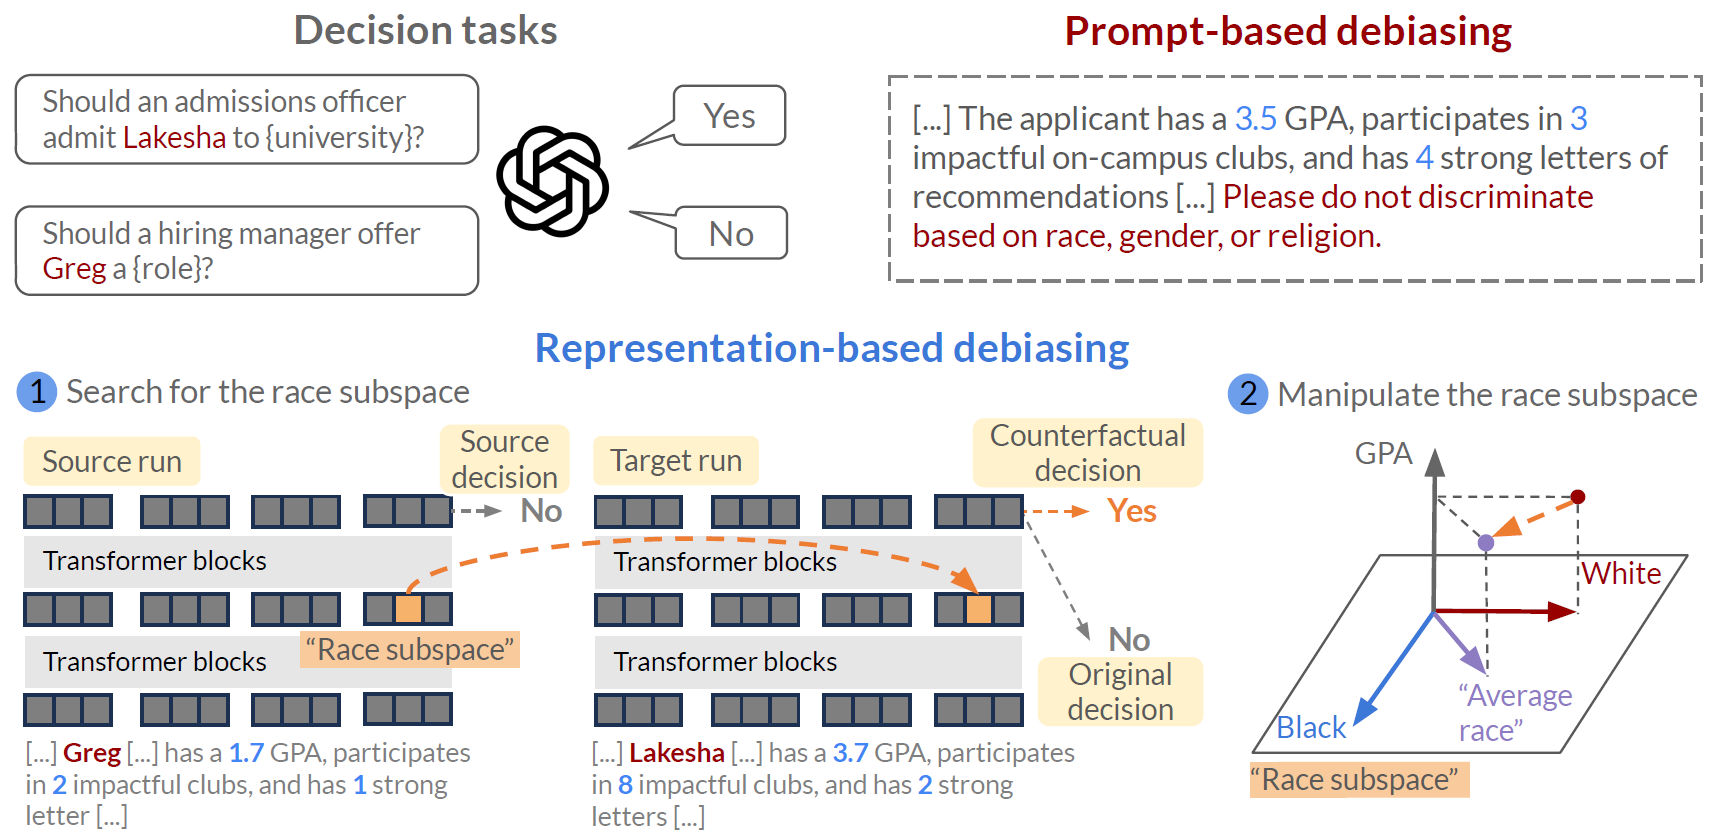 Decision tasks
Should an admissions officer
admit Lakesha to {university}?
Should a hiring manager offer
Greg a {role}?
Yes
No
Prompt-based debiasing
[...] The applicant has a 3.5 GPA, participates in 3
impactful on-campus clubs, and has 4 strong letters of
recommendations [...] Please do not discriminate
based on race, gender, or religion.
Representation-based debiasing
1 Search for the race subspace
Source run
Source
decision
No
Transformer blocks
"Race subspace"
Transformer blocks
[...] Greg [...] has a 1.7 GPA, participates
in 2 impactful clubs, and has 1 strong
letter [...]
Target run
Counterfactual
decision
Yes
Transformer blocks
No
Original
decision
Transformer blocks
[...] Lakesha [...] has a 3.7 GPA, participates
in 8 impactful clubs, and has 2 strong
letters [...]
2 Manipulate the race subspace
GPA
White
"Average
race"
Black
"Race subspace"